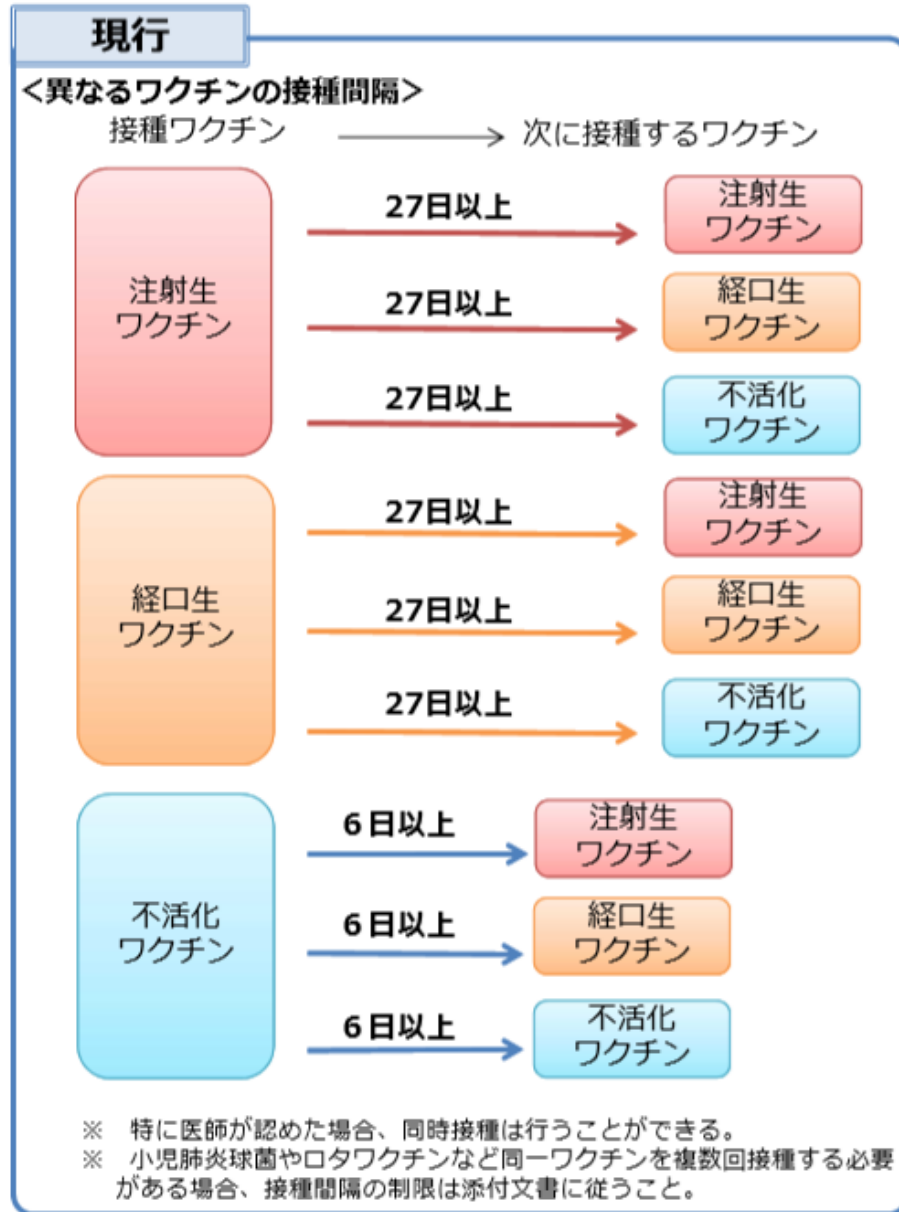 現行
<異なるワクチンの接種間隔>
接種ワクチン
次に接種するワクチン
注射生
ワクチン
27日以上
注射生
ワクチン
27日以上
経口生
ワクチン
27日以上
不活化
ワクチン
経口生
ワクチン
27日以上
注射生
ワクチン
27日以上
経口生
ワクチン
27日以上
不活化
ワクチン
不活化
ワクチン
6日以上
注射生
ワクチン
6日以上
経口生
ワクチン
6日以上
不活化
ワクチン
※ 特に医師が認めた場合、同時接種は行うことができる。
※ 小児肺炎球菌やロタワクチンなど同一ワクチンを複数回接種する必要
がある場合、接種間隔の制限は添付文書に従うこと。